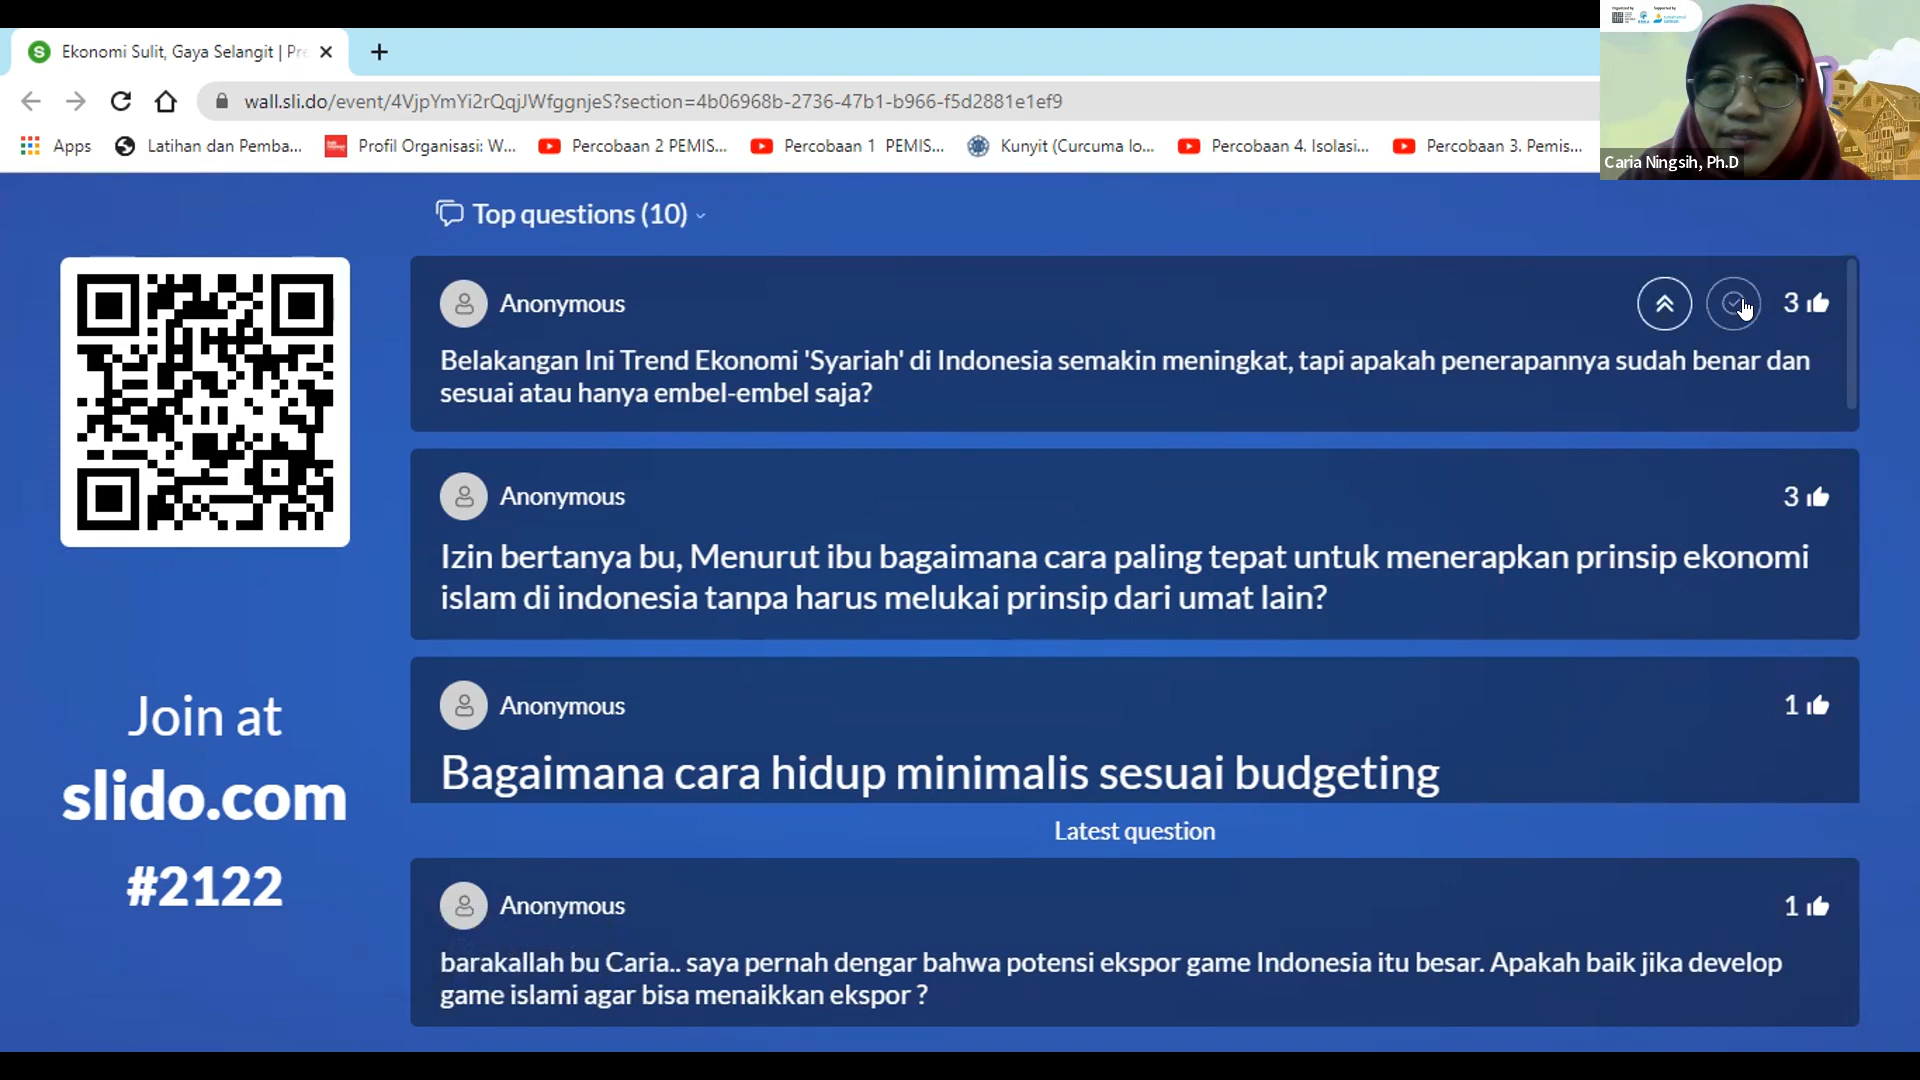 Ekonomi Sulit, Gaya Selangit | Pre
wall.sli.do/event/4VjpYmYi2rQqjJWfggnjeS?section=4b06968b-2736-47b1-b966-f5d2881e1ef9
Apps
Latihan dan Pemba...
Profil Organisasi: W...
Percobaan 2 PEMIS...
Percobaan 1 PEMIS...
Kunyit (Curcuma lo...
Percobaan 4. Isolasi...
Percobaan 3. Pemis...
Organized by
Supported by
Caria Ningsih, Ph.D
Top questions (10)
Anonymous
3
Belakangan Ini Trend Ekonomi 'Syariah' di Indonesia semakin meningkat, tapi apakah penerapannya sudah benar dan
sesuai atau hanya embel-embel saja?
Anonymous
3
Izin bertanya bu, Menurut ibu bagaimana cara paling tepat untuk menerapkan prinsip ekonomi
islam di indonesia tanpa harus melukai prinsip dari umat lain?
Anonymous
1
Bagaimana cara hidup minimalis sesuai budgeting
Latest question
Anonymous
1
barakallah bu Caria.. saya pernah dengar bahwa potensi ekspor game Indonesia itu besar. Apakah baik jika develop
game islami agar bisa menaikkan ekspor ?
Join at
slido.com
#2122